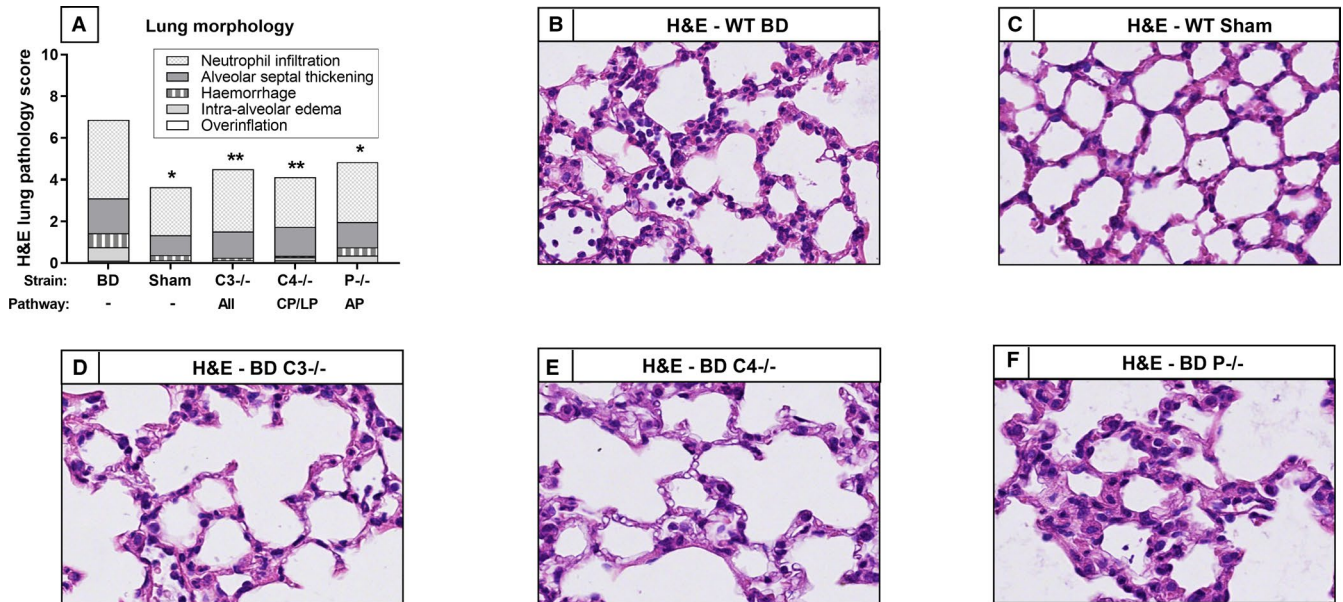 A
Lung morphology
H&E lung pathology score
10
8
6
4
2
0
Neutrophil infiltration
Alveolar septal thickening
Haemorrhage
Intra-alveolar edema
Overinflation
* ** ** *
Strain: BD Sham C3-/- C4-/- P-/-
Pathway: - - All CP/LP AP
B H&E - WT BD
C H&E - WT Sham
D H&E - BD C3-/-
E H&E - BD C4-/-
F H&E - BD P-/-